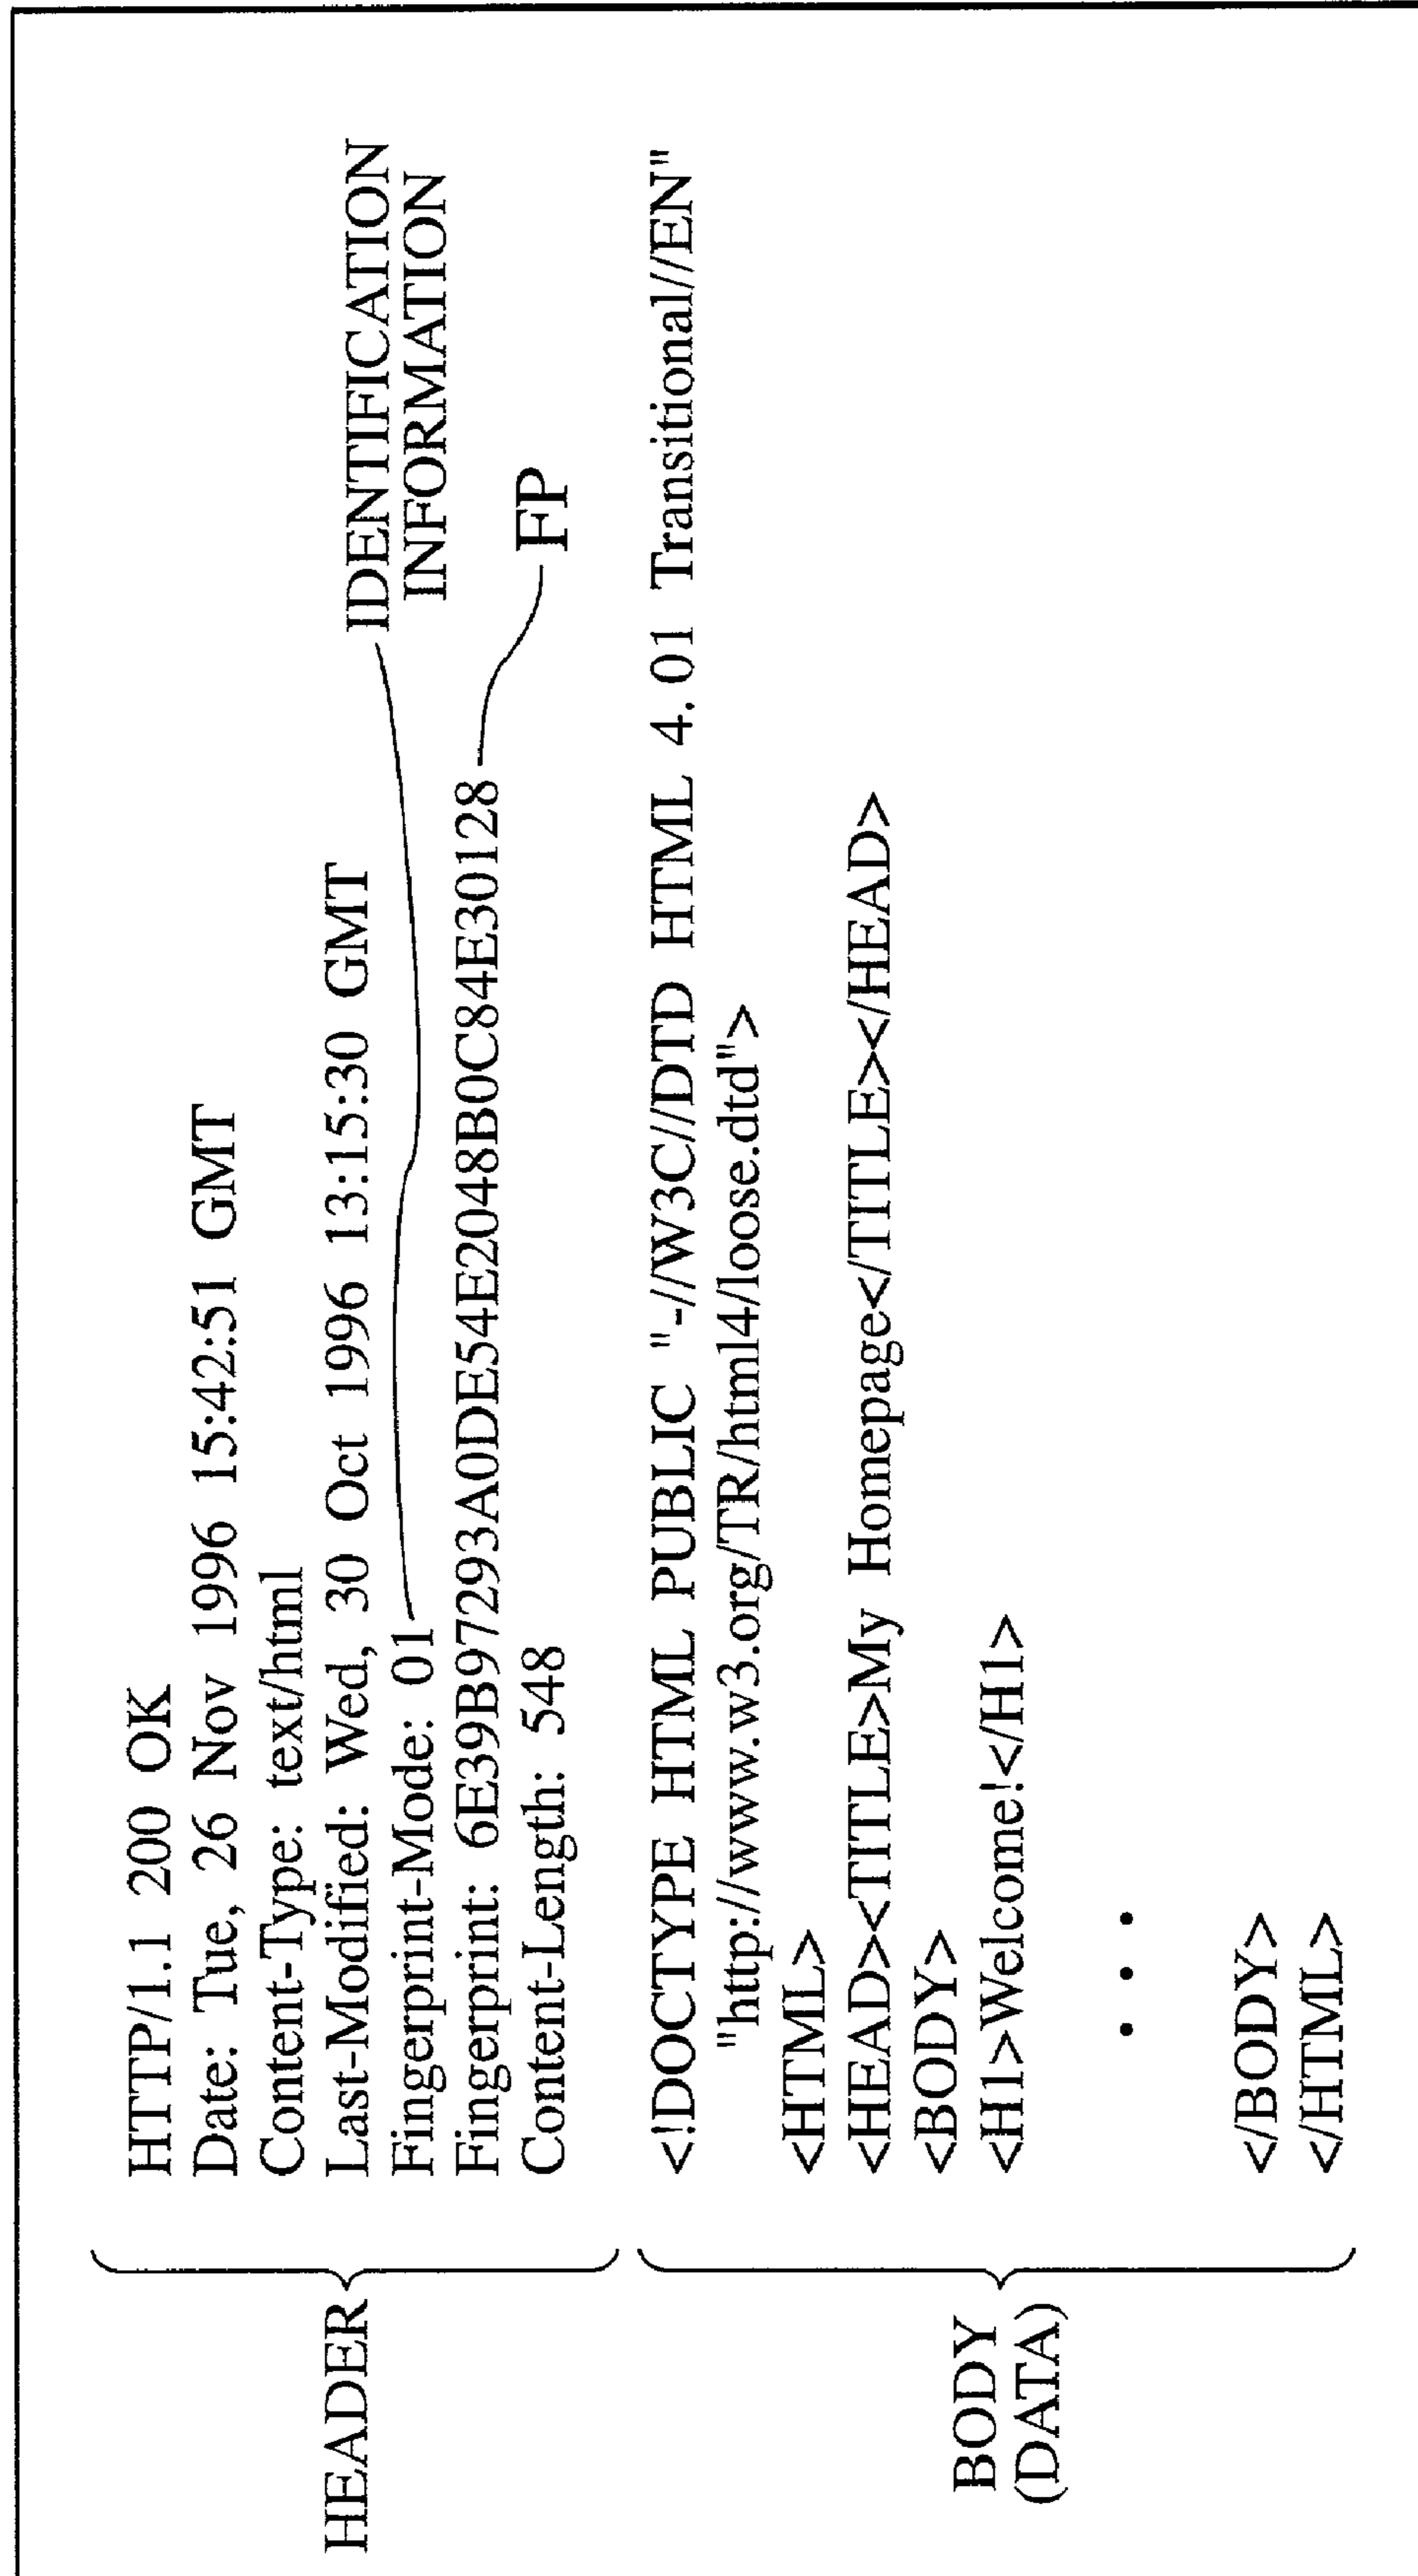 HEADER
HTTP/1.1 200 OK
Date: Tue, 26 Nov 1996 15:42:51 GMT
Content-Type: text/html
Last-Modified: Wed, 30 Oct 1996 13:15:30 GMT
Fingerprint-Mode: 01
IDENTIFICATION
INFORMATION
Fingerprint: 6E39B97293A0DE54E2048B0C84E30128
FP
Content-Length: 548
BODY
(DATA)
<!DOCTYPE HTML PUBLIC "-//W3C//DTD HTML 4. 01 Transitional//EN"
"http://www.w3.org/TR/html4/loose.dtd">
<HTML>
<HEAD><TITLE>My Homepage</TITLE></HEAD>
<BODY>
<H1>Welcome!</H1>
• • •
</BODY>
</HTML>